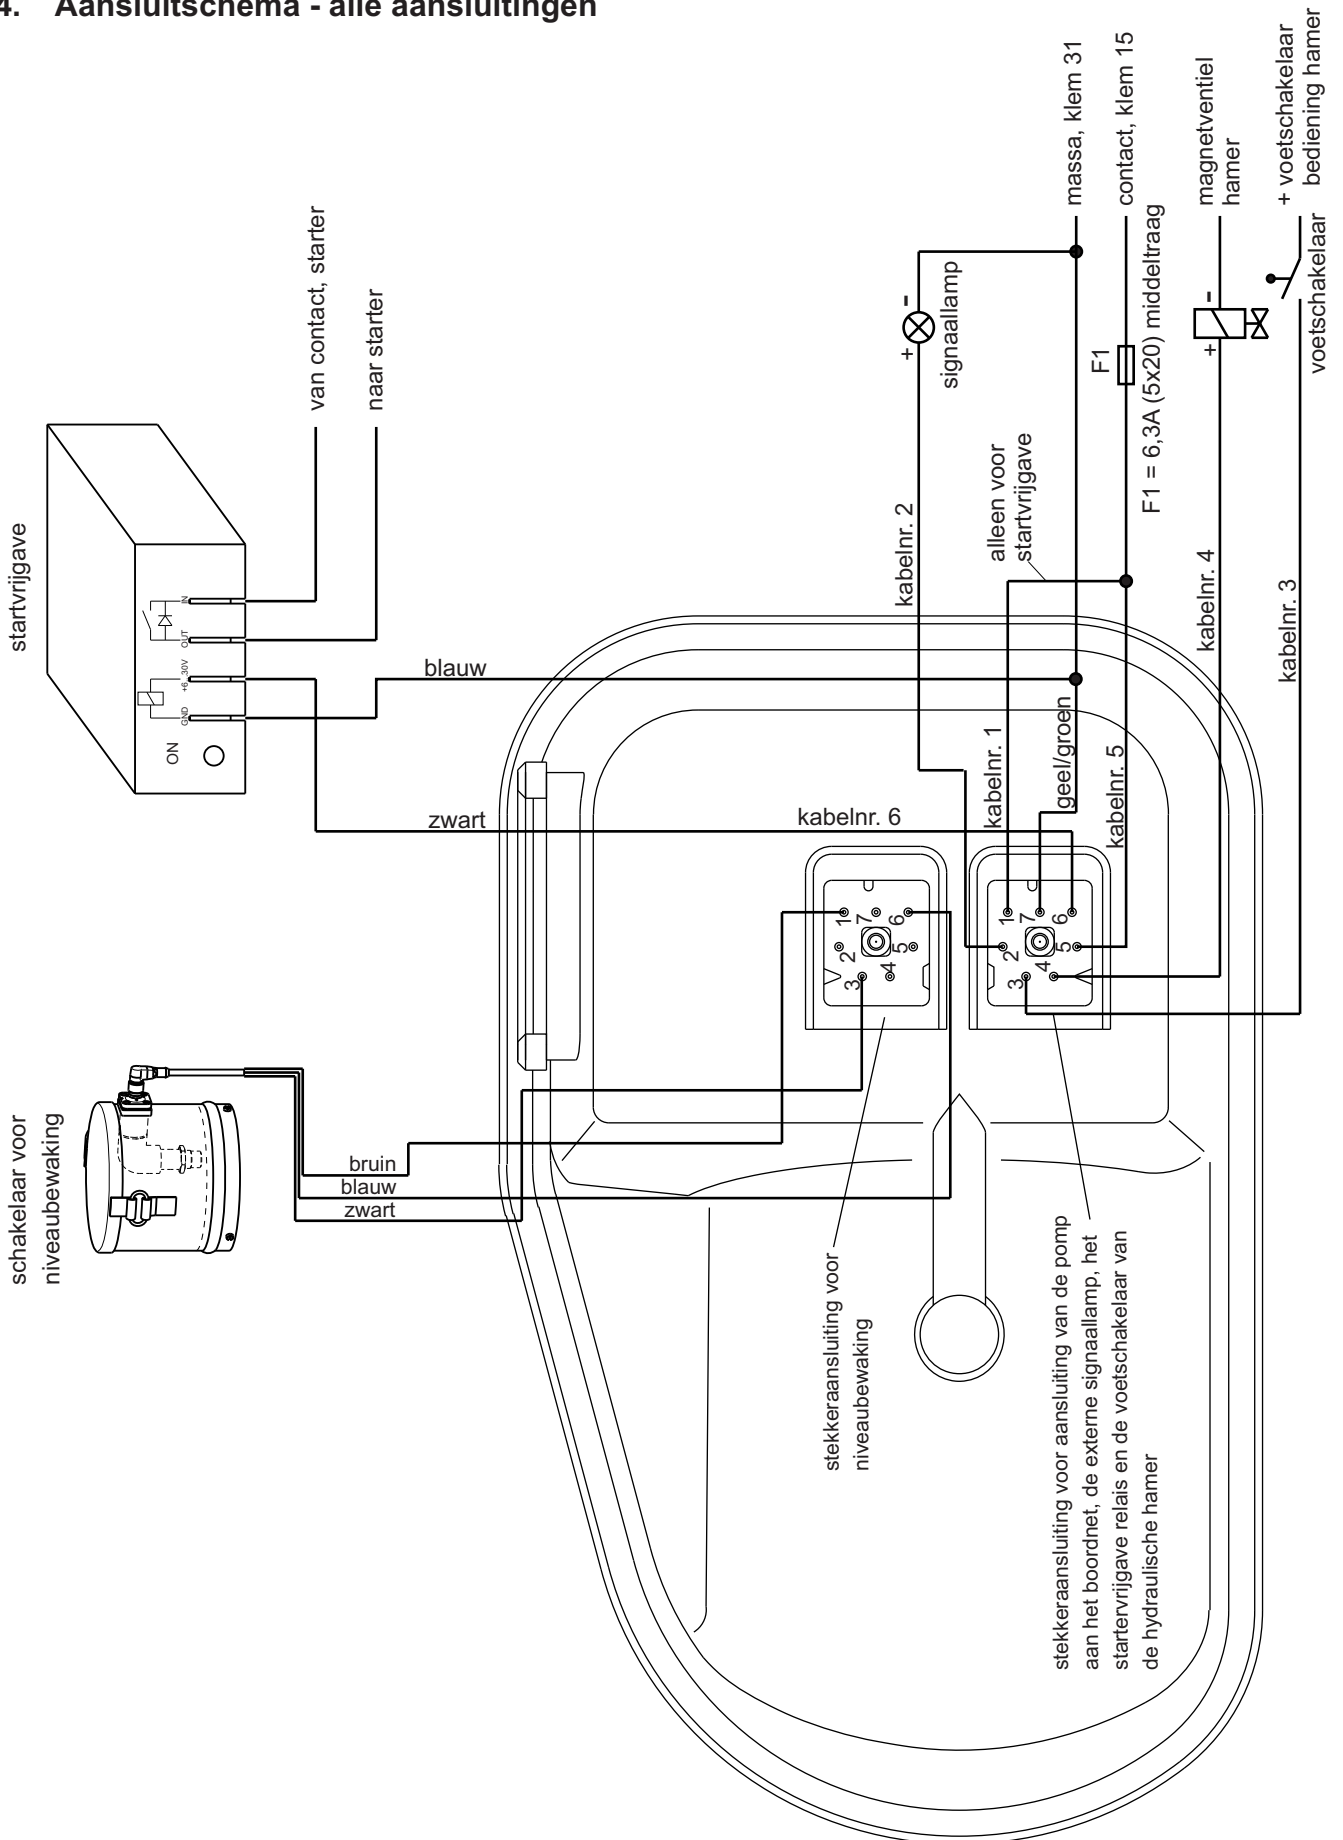 4. Aansluitschema - alle aansluitingen
startvrijgave
ON
GND
+6..30V
OUT
IN
van contact, starter
naar starter
blauw
zwart
kabelnr. 6
schakelaar voor
niveaubewaking
bruin
blauw
zwart
kabelnr. 2
+
-
signaallamp
massa, klem 31
contact, klem 15
F1
F1 = 6,3A (5x20) middeltraag
alleen voor
startvrijgave
magnetventiel
hamer
+
-
+ voetschakelaar
bediening hamer
voetschakelaar
kabelnr. 4
kabelnr. 3
kabelnr. 1
geel/groen
kabelnr. 5
1
2
3
4
5
6
7
1
2
3
4
5
6
7
stekkeraansluiting voor
niveaubewaking
stekkeraansluiting voor aansluiting van de pomp
aan het boordnet, de externe signaallamp, het
startervrijgave relais en de voetschakelaar van
de hydraulische hamer